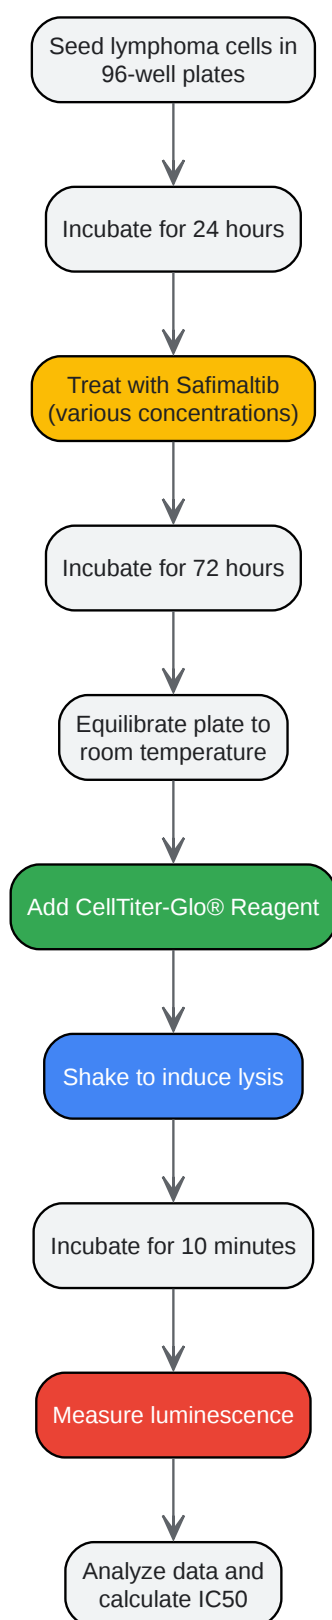 Seed lymphoma cells in
96-well plates
Incubate for 24 hours
Treat with Safimaltib
(various concentrations)
Incubate for 72 hours
Equilibrate plate to
room temperature
Add CellTiter-Glo® Reagent
Shake to induce lysis
Incubate for 10 minutes
Measure luminescence
Analyze data and
calculate IC50